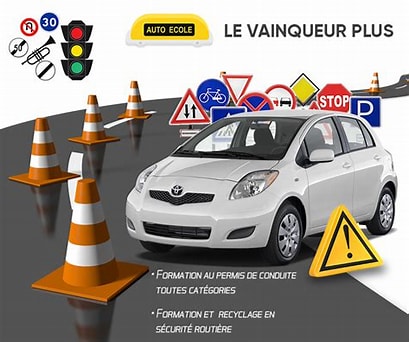 AUTO ECOLE
LE VAINQUEUR PLUS
30
50
STOP
P
• FORMATION AU PERMIS DE CONDUITE
TOUTES CATÉGORIES
• FORMATION ET RECYCLAGE EN
SÉCURITÉ ROUTIÈRE